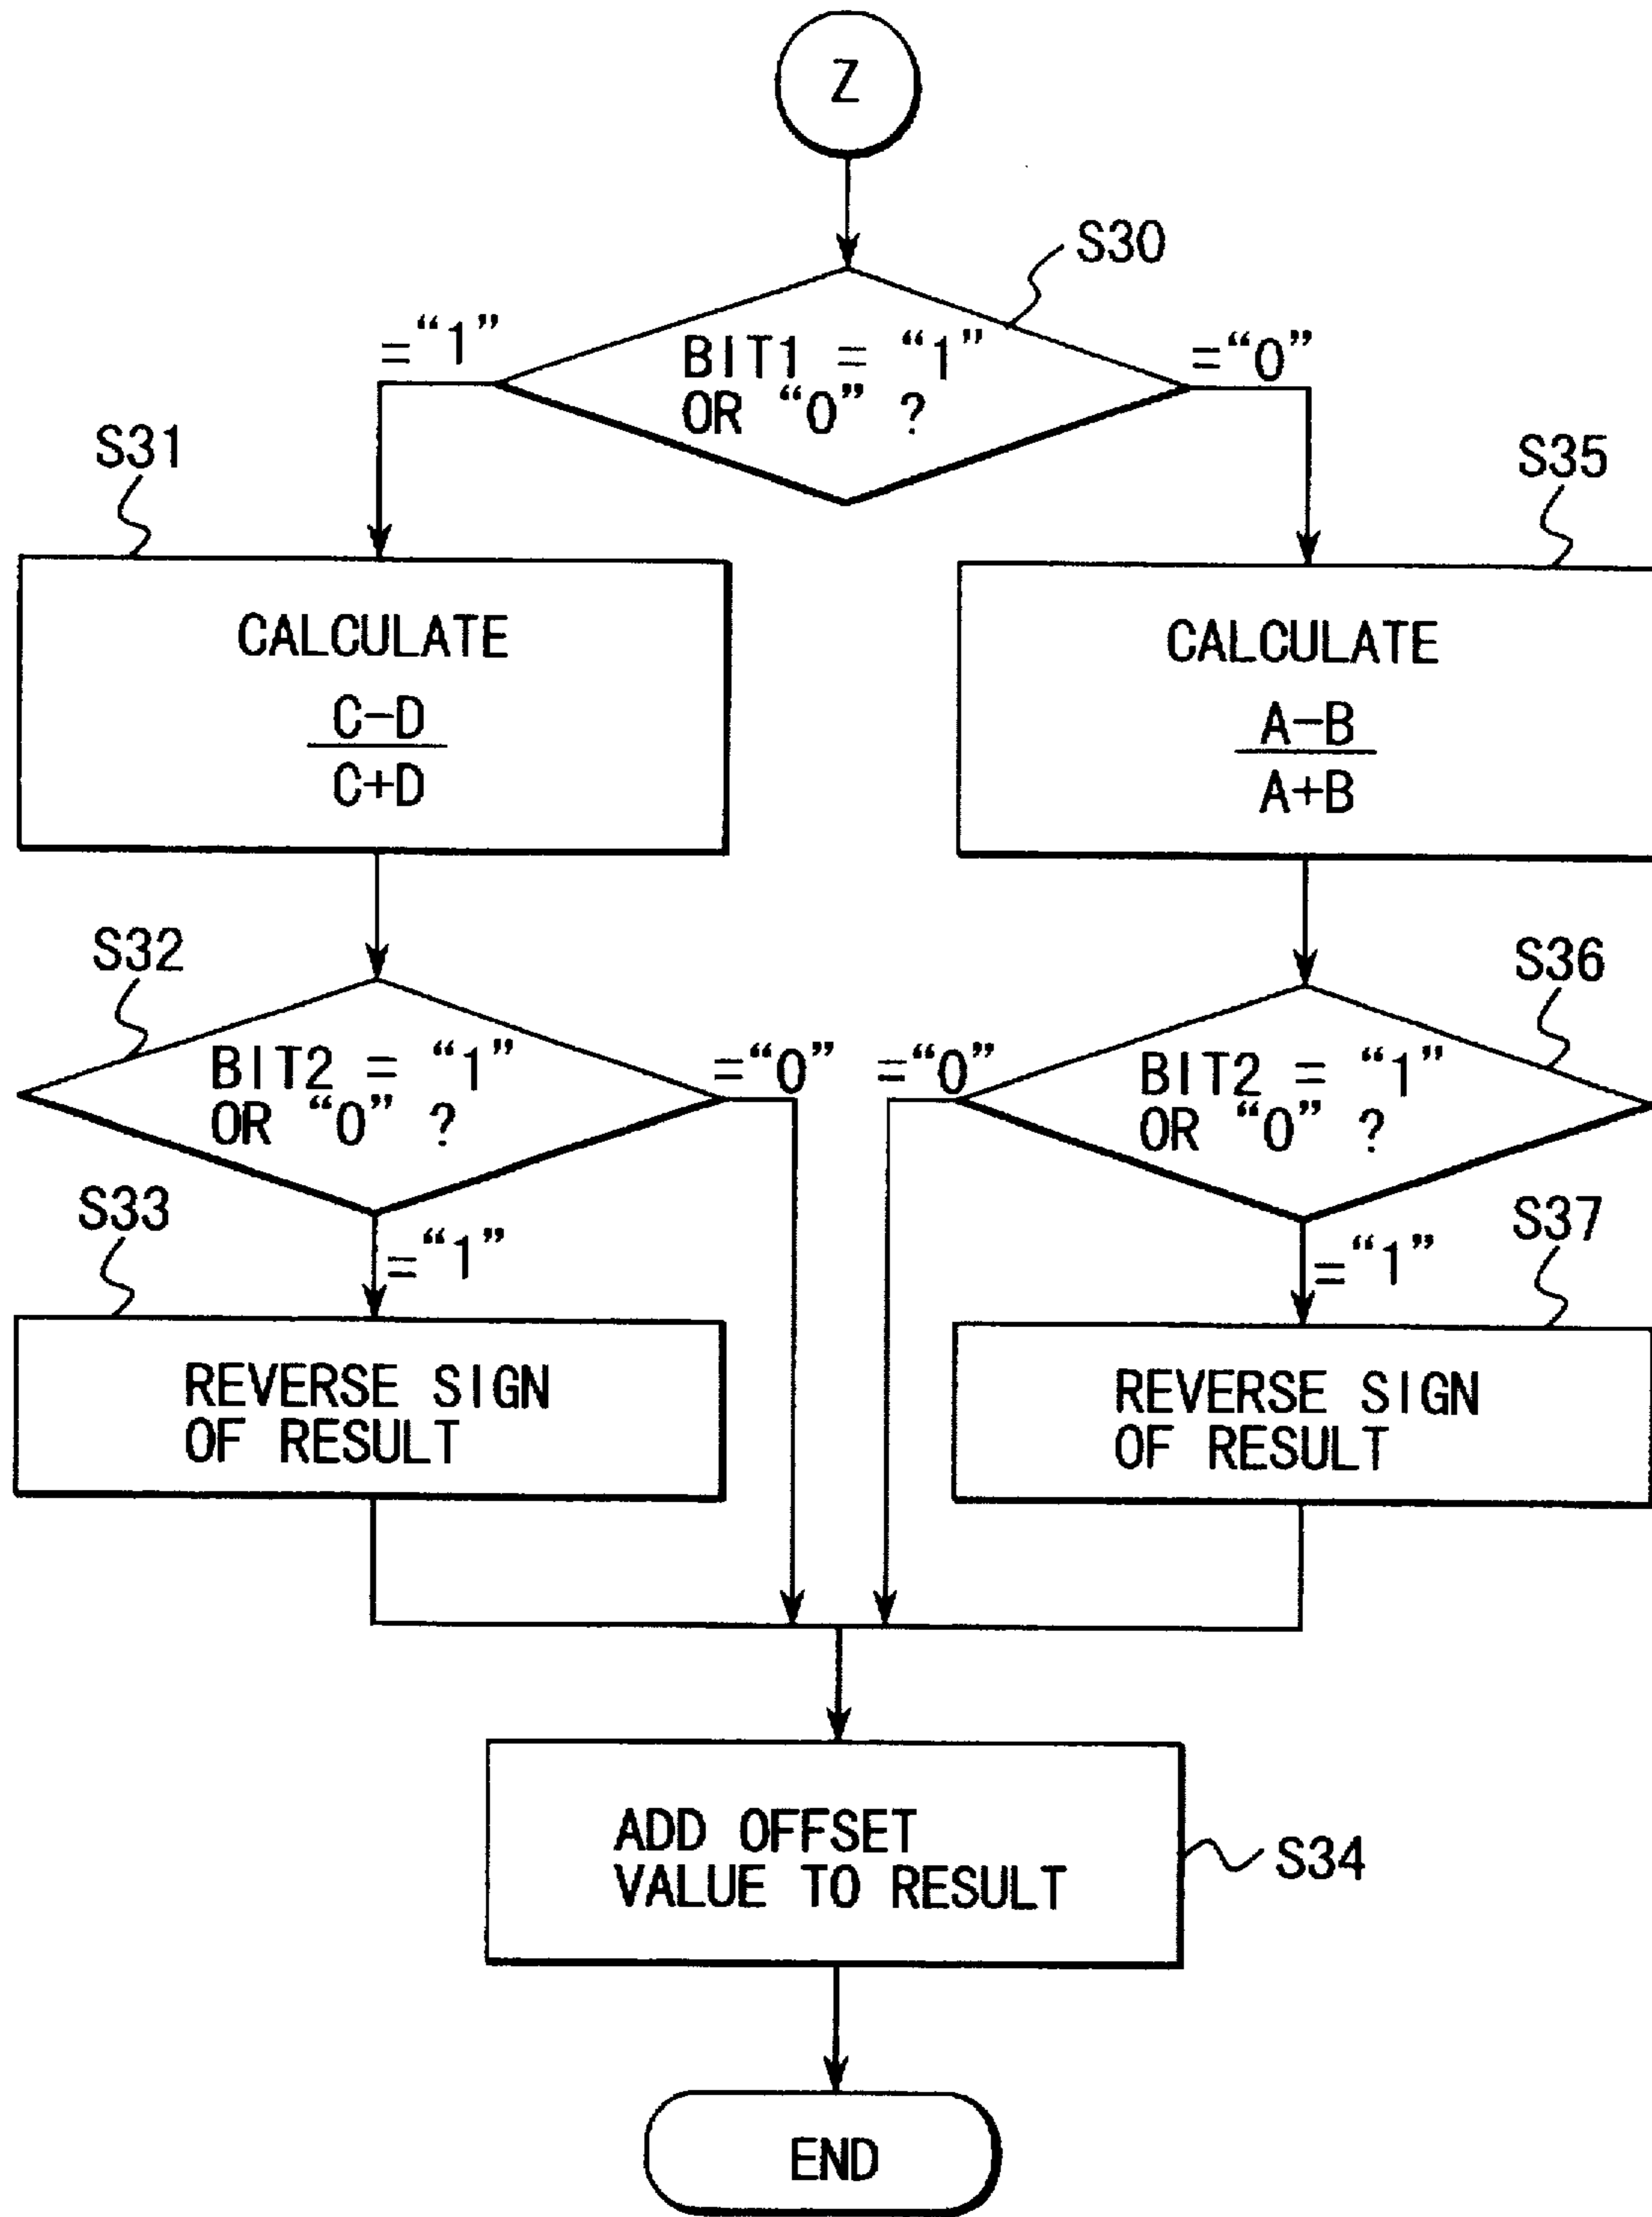 Z
S30
="1"
BIT1 = "1"
OR "0" ?
="0"
S31
CALCULATE
C-D
C+D
S35
CALCULATE
A-B
A+B
S32
BIT2 = "1"
OR "0" ?
="0"
="0"
S36
BIT2 = "1"
OR "0" ?
S33
="1"
REVERSE SIGN
OF RESULT
S37
="1"
REVERSE SIGN
OF RESULT
ADD OFFSET
VALUE TO RESULT
S34
END